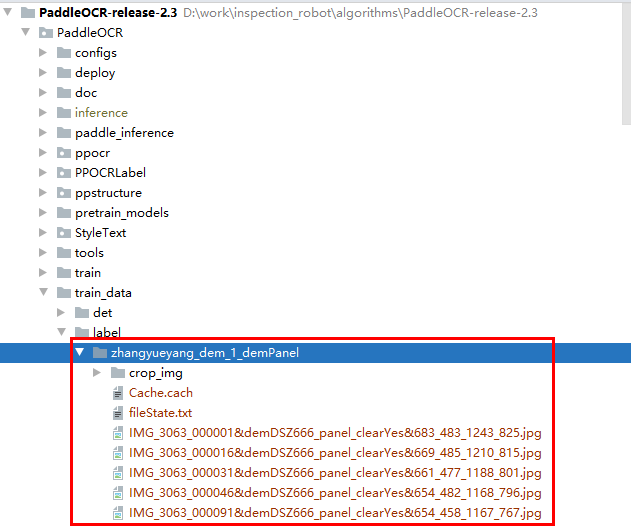 PaddleOCR-release-2.3 D:\work\inspection_robot\algorithms\PaddleOCR-release-2.3
PaddleOCR
configs
deploy
doc
inference
paddle_inference
ppocr
PPOCRLabel
ppstructure
pretrain_models
StyleText
tools
train
train_data
det
label
zhangyueyang_dem_1_demPanel
crop_img
Cache.cach
fileState.txt
IMG_3063_000001&demDSZ666_panel_clearYes&683_483_1243_825.jpg
IMG_3063_000016&demDSZ666_panel_clearYes&669_485_1210_815.jpg
IMG_3063_000031&demDSZ666_panel_clearYes&661_477_1188_801.jpg
IMG_3063_000046&demDSZ666_panel_clearYes&654_482_1168_796.jpg
IMG_3063_000091&demDSZ666_panel_clearYes&654_458_1167_767.jpg